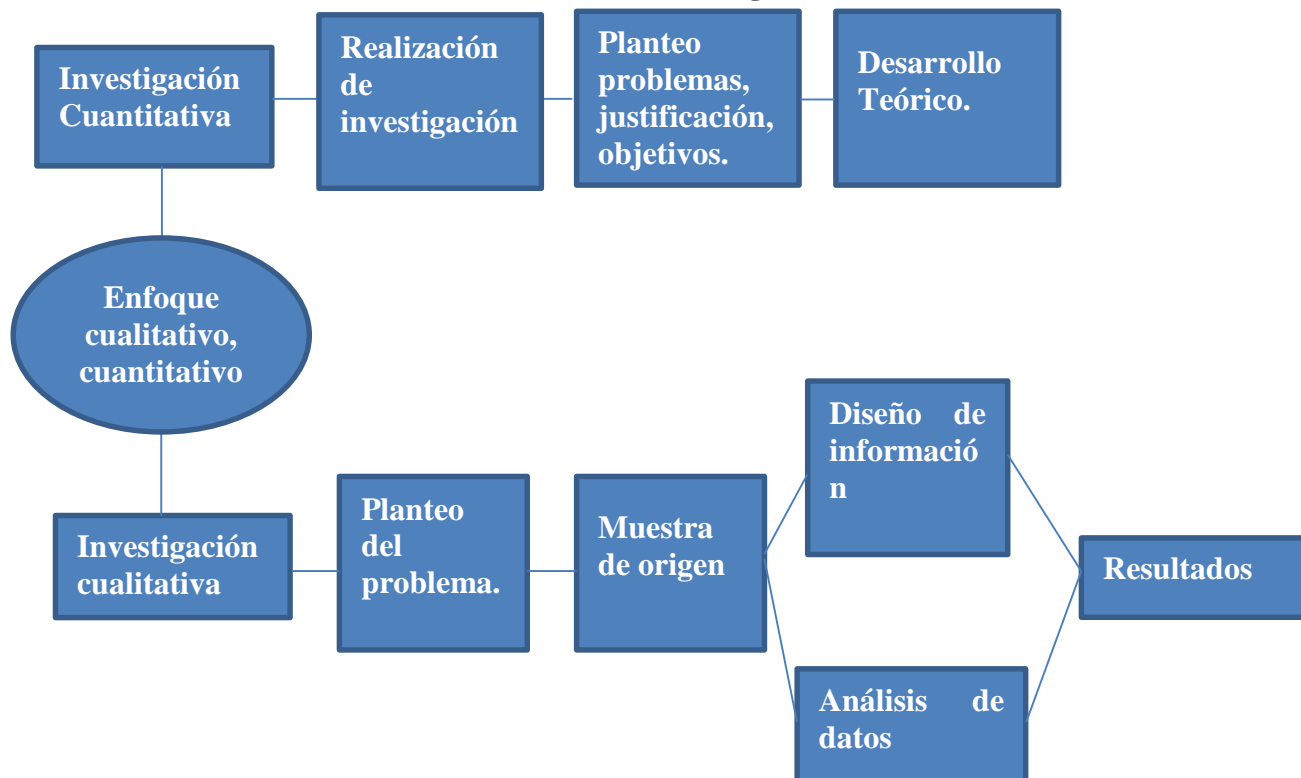 Investigación
Cuantitativa
Realización
de
investigación
Planteo
problemas,
justificación,
objetivos.
Desarrollo
Teórico.
Enfoque
cualitativo,
cuantitativo
Investigación
cualitativa
Planteo
del
problema.
Muestra
de origen
Diseño de
informació
n
Análisis de
datos
Resultados